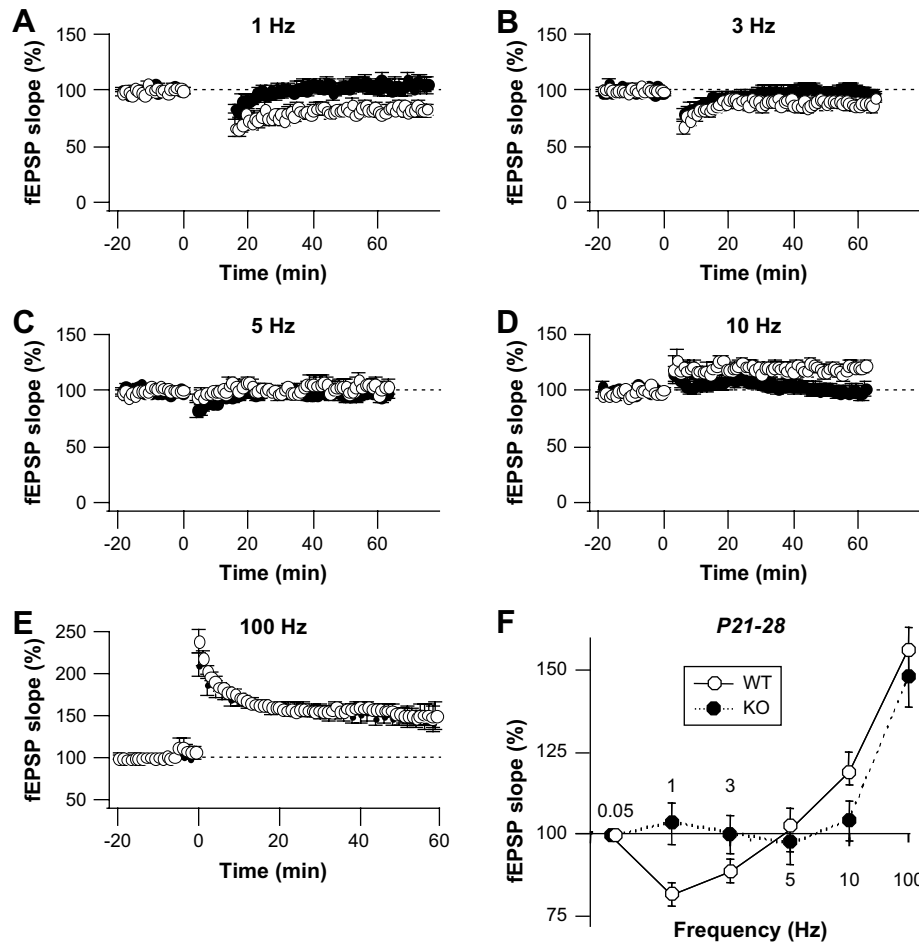 A
1 Hz
fEPSP slope (%)
150
100
50
0
-20 0 20 40 60
Time (min)
B
3 Hz
fEPSP slope (%)
150
100
50
0
-20 0 20 40 60
Time (min)
C
5 Hz
fEPSP slope (%)
150
100
50
0
-20 0 20 40 60
Time (min)
D
10 Hz
fEPSP slope (%)
150
100
50
0
-20 0 20 40 60
Time (min)
E
100 Hz
fEPSP slope (%)
250
200
150
100
50
-20 0 20 40 60
Time (min)
F
P21-28
fEPSP slope (%)
150
125
100
75
WT
KO
0.05 1 3
5 10 100
Frequency (Hz)